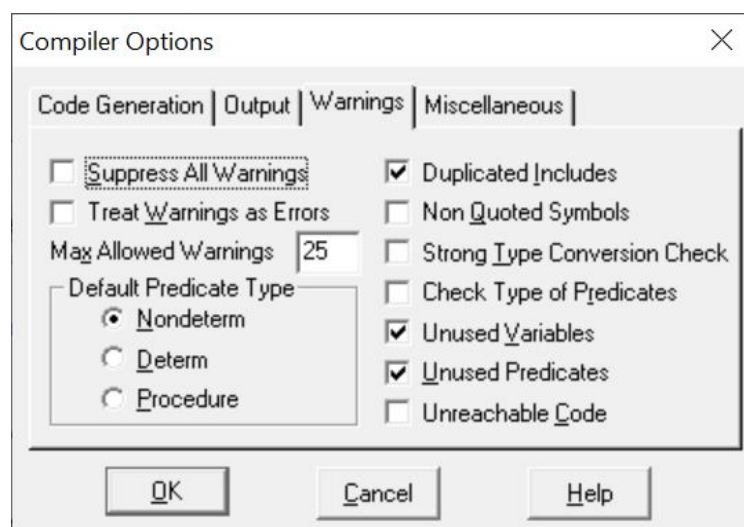 Compiler Options
Code Generation Output Warnings Miscellaneous
Suppress All Warnings
Treat Warnings as Errors
Max Allowed Warnings 25
Default Predicate Type
Nondeterm
Determ
Procedure
Duplicated Includes
Non Quoted Symbols
Strong Type Conversion Check
Check Type of Predicates
Unused Variables
Unused Predicates
Unreachable Code
OK Cancel Help